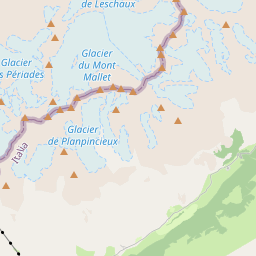 de Leschaux
Glacier
du Mont
Mallet
Glacier
s Périades
Glacier
de Planpincieux
Italia